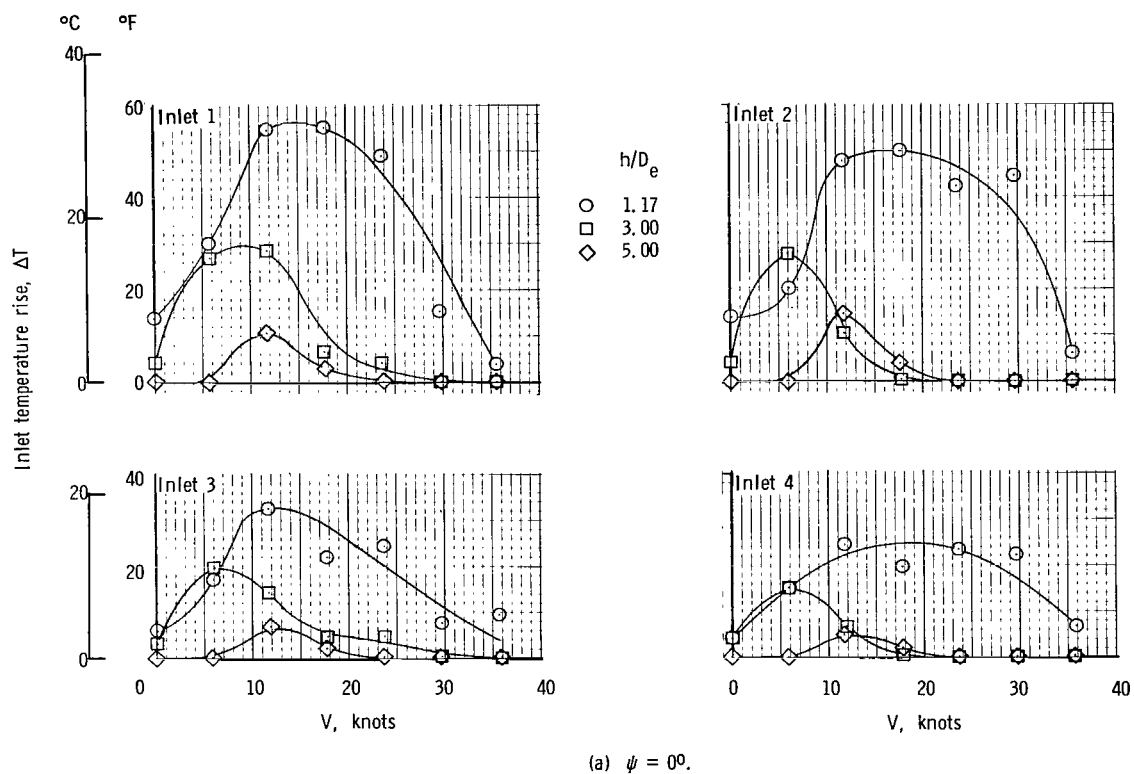 °C °F
40
60 Inlet 1 Inlet 2
40
h/De
1.17
20
3.00
5.00
20
0 0
Inlet temperature rise, ΔT
40 Inlet 3 Inlet 4
20
20
0
0 10 20 30 40 0 10 20 30 40
V, knots V, knots
(a) ψ = 0°.